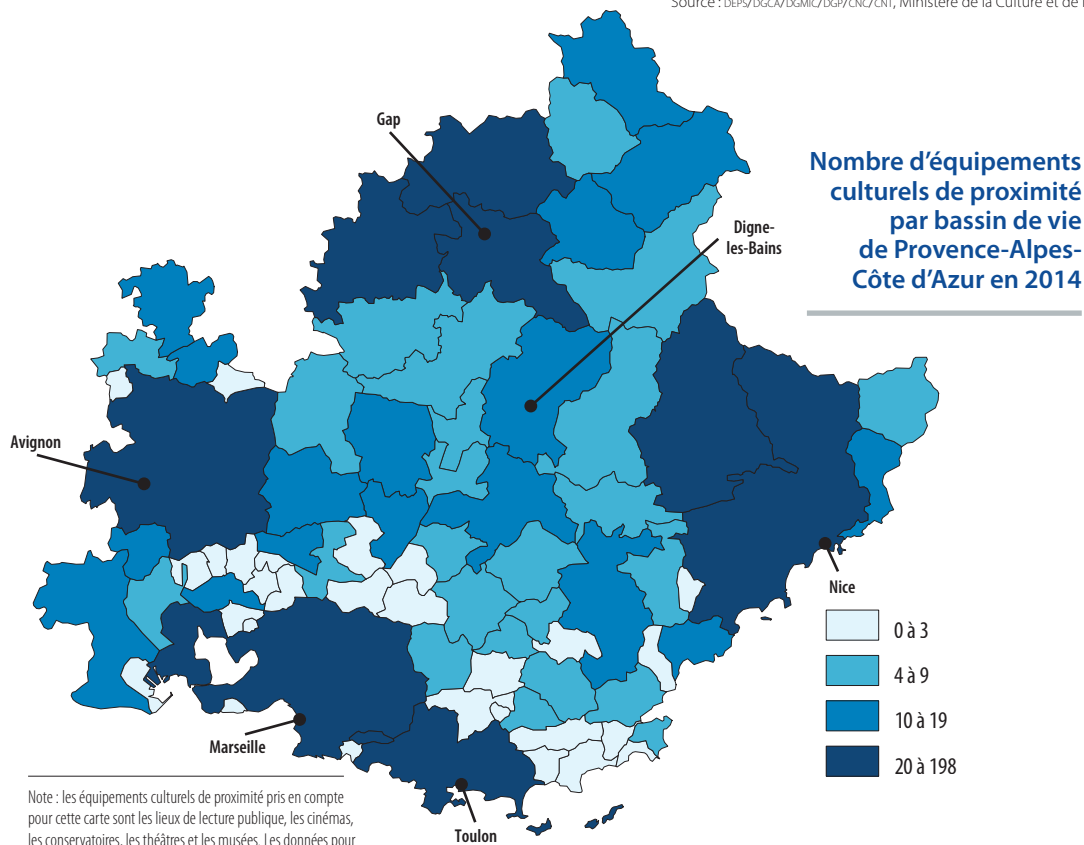 Source : DEPS/DGCA/DGMIC/DGP/CNC/CNT, Ministère de la Culture et de
Gap
Nombre d'équipements
culturels de proximité
par bassin de vie
de Provence-Alpes-
Côte d'Azur en 2014
Digne-
les-Bains
Avignon
Nice
0 à 3
4 à 9
10 à 19
20 à 198
Marseille
Toulon
Note : les équipements culturels de proximité pris en compte
pour cette carte sont les lieux de lecture publique, les cinémas,
les conservatoires, les théâtres et les musées. Les données pour